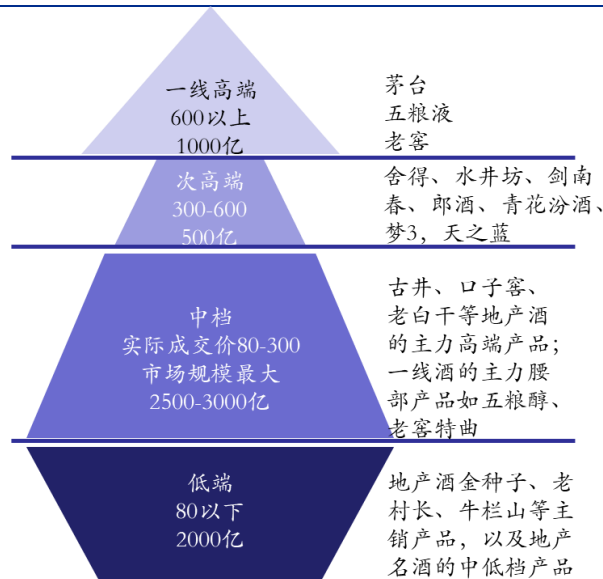 一线高端
600以上
1000亿
茅台
五粮液
老窖
次高端
300-600
500亿
舍得、水井坊、剑南
春、郎酒、青花汾酒、
梦3，天之蓝
中档
实际成交价80-300
市场规模最大
2500-3000亿
古井、口子窖、
老白干等地产酒
的主力高端产品；
一线酒的主力腰
部产品如五粮醇、
老窖特曲
低端
80以下
2000亿
地产酒金种子、老
村长、牛栏山等主
销产品，以及地产
名酒的中低档产品